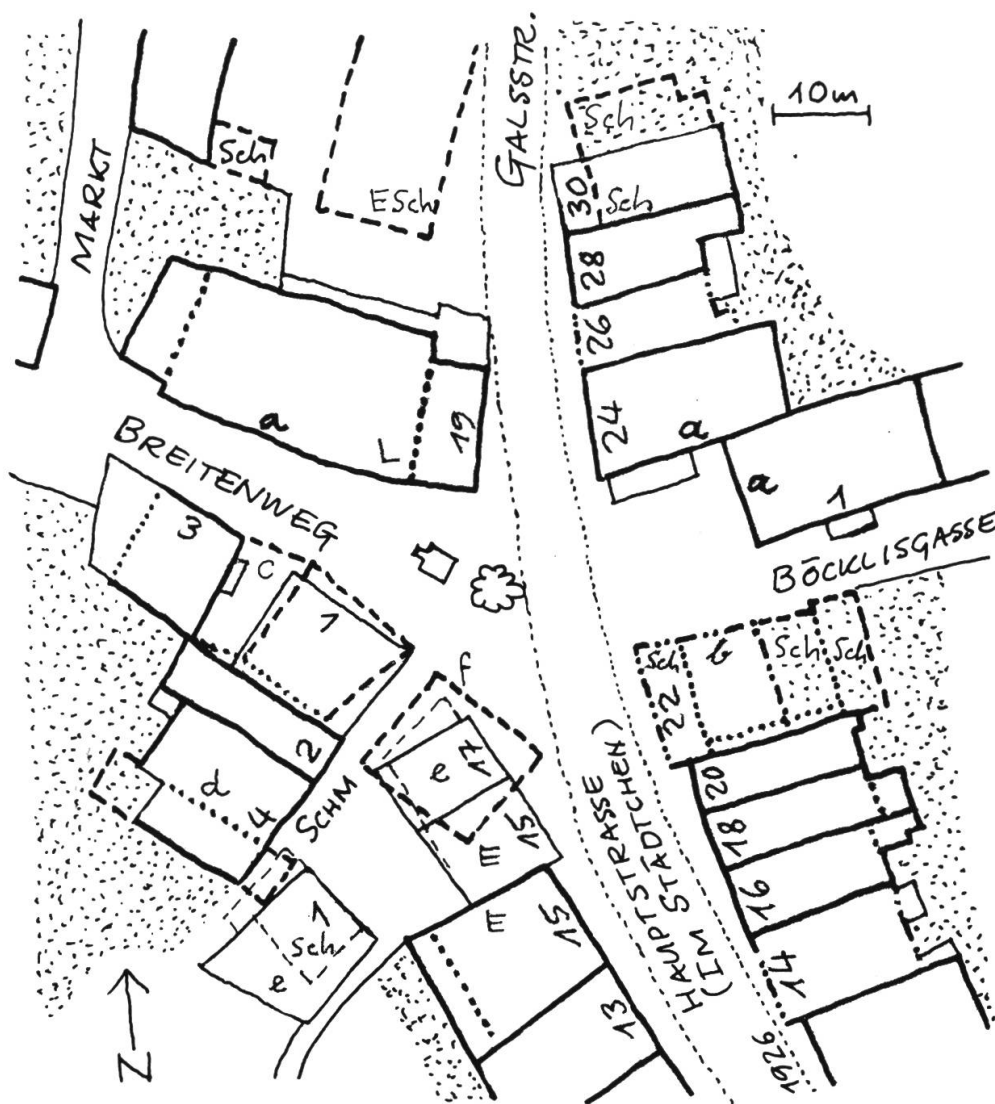 GALSSTR.
10m
MARKT
Sch
ESch
Sch
Sch
30
28
26
24
a
a
L
19
a
a
1
BREITENWEG
BÖCKLISGASSE
3
C
1
2
d
4
SCHM
f
e
17
15
E
E
15
13
1
Sch
e
Sch
b
Sch
Sch
22
20
18
16
14
1926
HAUPTSTRASSE
(IM STÄDTCHEN)
N